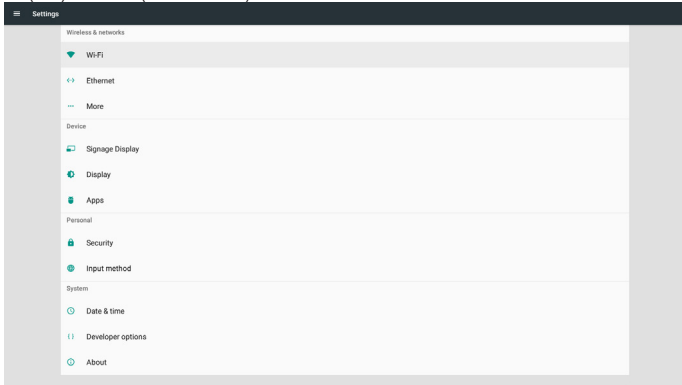 Settings
Wireless & networks
Wi-Fi
Ethernet
More
Device
Signage Display
Display
Apps
Personal
Security
Input method
System
Date & time
Developer options
About